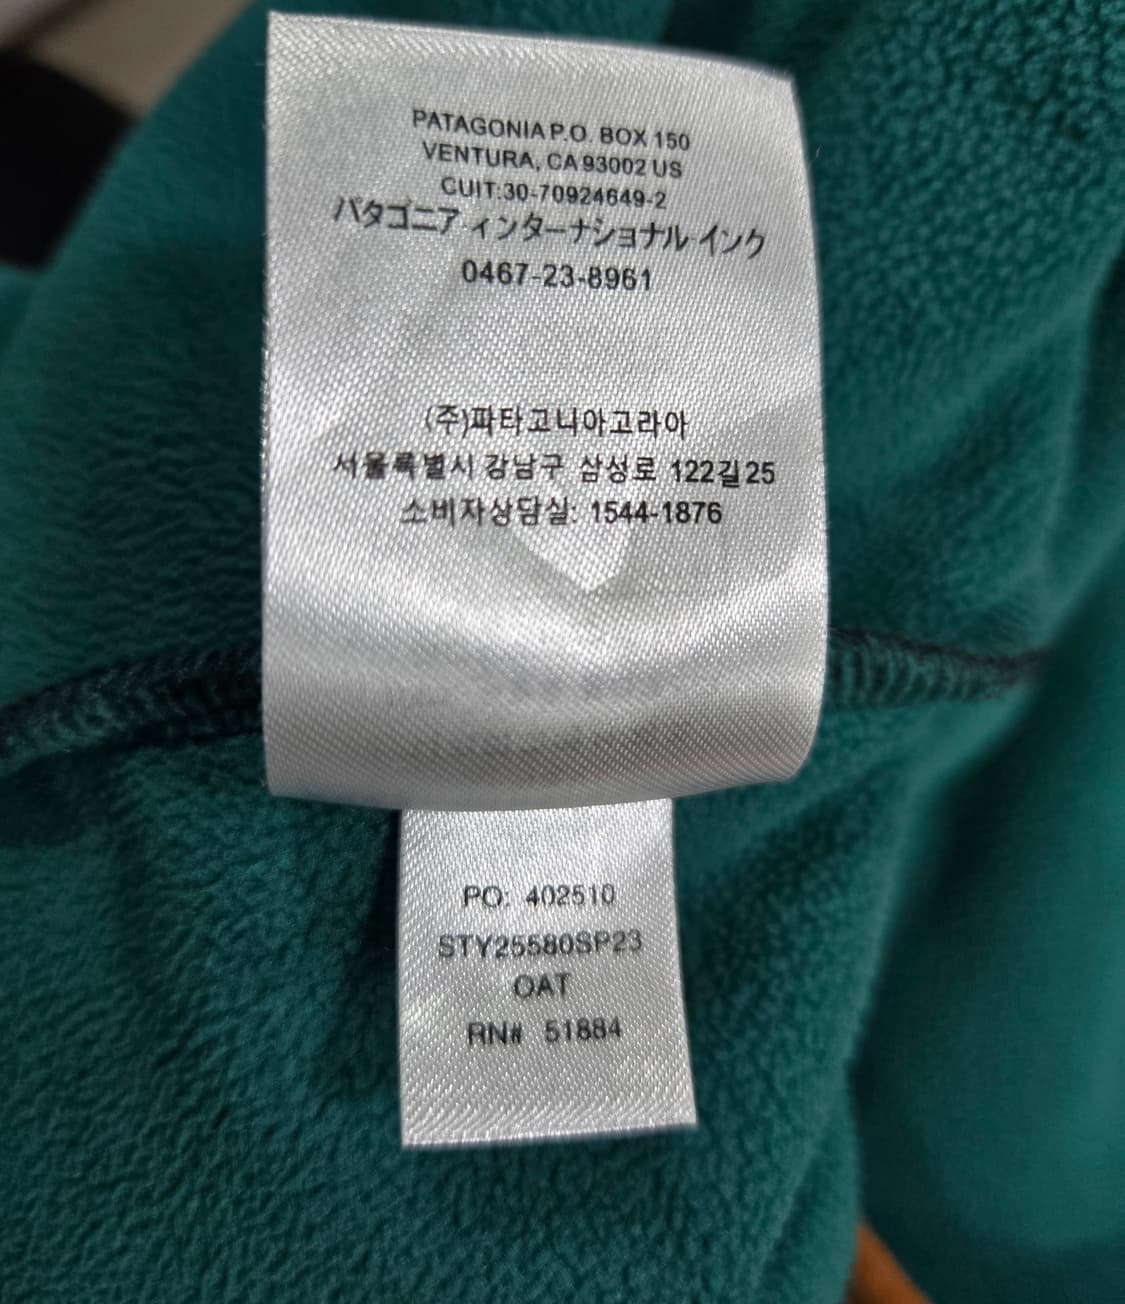 PATAGONIA P.O. BOX 150
VENTURA, CA 93002 US
CUIT:30-70924649-2
パタゴニア・インターナショナル・インク
0467-23-8961
(주)파타고니아코리아
서울특별시 강남구 삼성로 122길25
소비자상담실: 1544-1876
PO: 402510
STY25580SP23
OAT
RN# 51884